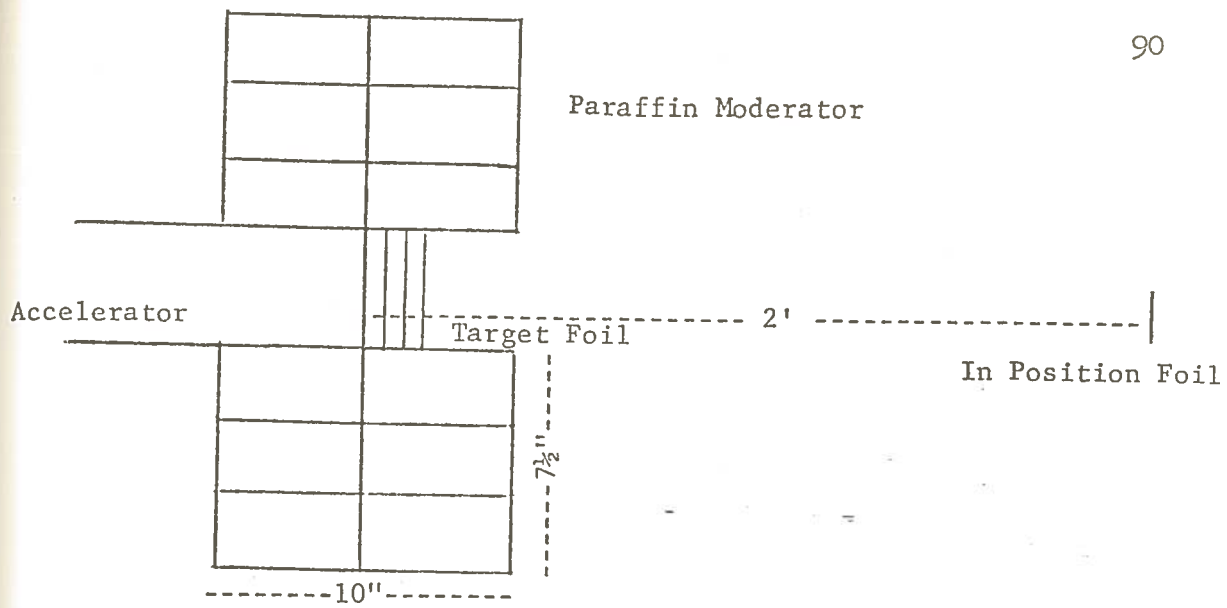 90
Paraffin Moderator
Accelerator
2'
Target Foil
In Position Foil
7½"
10"